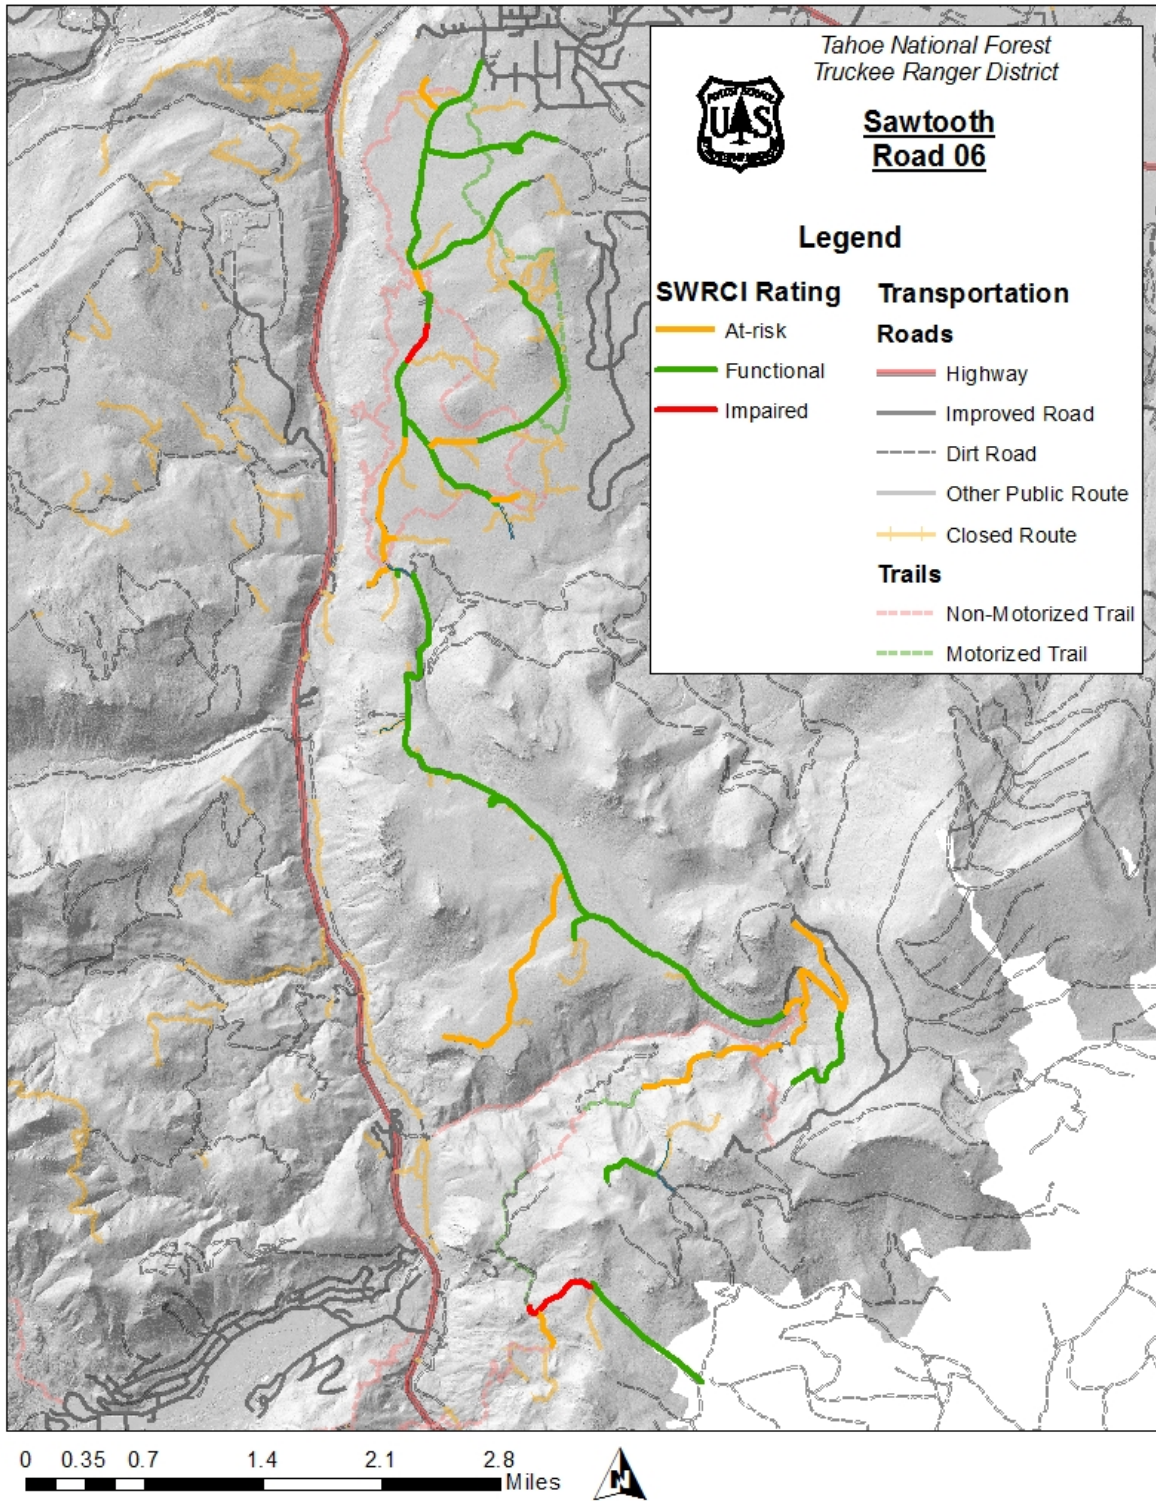 Tahoe National Forest
Truckee Ranger District
Sawtooth
Road 06
FOREST SERVICE
U S
Legend
SWRCI Rating
At-risk
Functional
Impaired
Transportation
Roads
Highway
Improved Road
Dirt Road
Other Public Route
Closed Route
Trails
Non-Motorized Trail
Motorized Trail
0 0.35 0.7 1.4 2.1 2.8
Miles
N